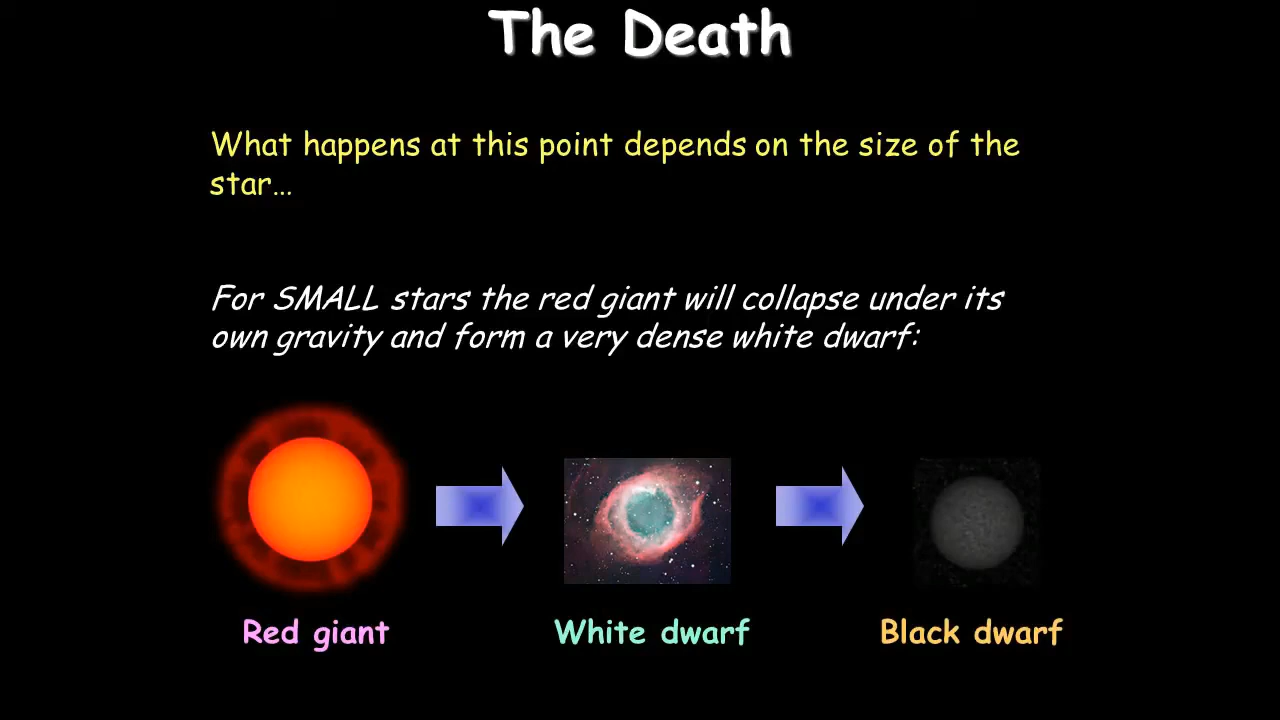 The Death
What happens at this point depends on the size of the
star…
For SMALL stars the red giant will collapse under its
own gravity and form a very dense white dwarf:
Red giant
White dwarf
Black dwarf